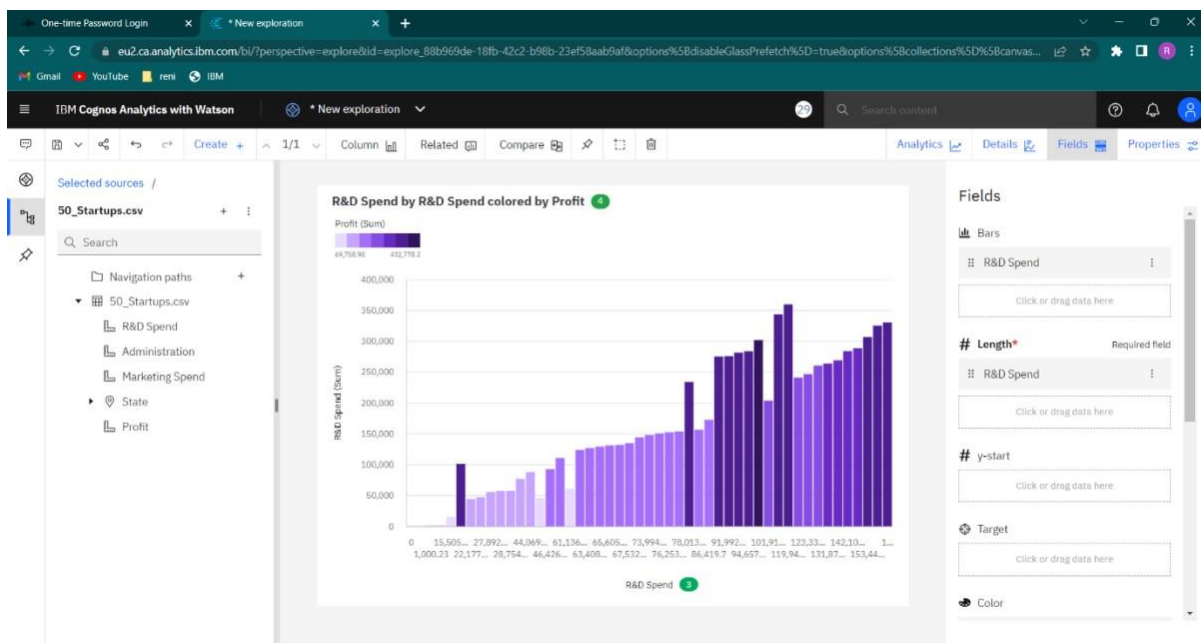 One-time Password Login
* New exploration
eu2.ca.analytics.ibm.com/bi/?perspective=explore&id=explore_88b969de-18fb-42c2-b98b-23ef58aab9af&options%5BdisableGlassPrefetch%5D=true&options%5Bcollections%5D%5Bcanvas...
Gmail YouTube reni IBM
IBM Cognos Analytics with Watson * New exploration 29 Search content
Create + 1/1 Column Related Compare Analytics Details Fields Properties
Selected sources /
50_Startups.csv
Search
Navigation paths
50_Startups.csv
R&D Spend
Administration
Marketing Spend
State
Profit
R&D Spend by R&D Spend colored by Profit 4
Profit (Sum)
69,758.98 432,778.2
400,000
350,000
300,000
250,000
200,000
150,000
100,000
50,000
0
R&D Spend (Sum)
0 15,505... 27,892... 44,069... 61,136... 65,605... 73,994... 78,013... 91,992... 101,91... 123,33... 142,10... 1...
1,000.23 22,177... 28,754... 46,426... 63,408... 67,532... 76,253... 86,419.7 94,657... 119,94... 131,87... 153,44...
R&D Spend 3
Fields
Bars
R&D Spend
Click or drag data here
# Length* Required field
R&D Spend
Click or drag data here
# y-start
Click or drag data here
Target
Click or drag data here
Color